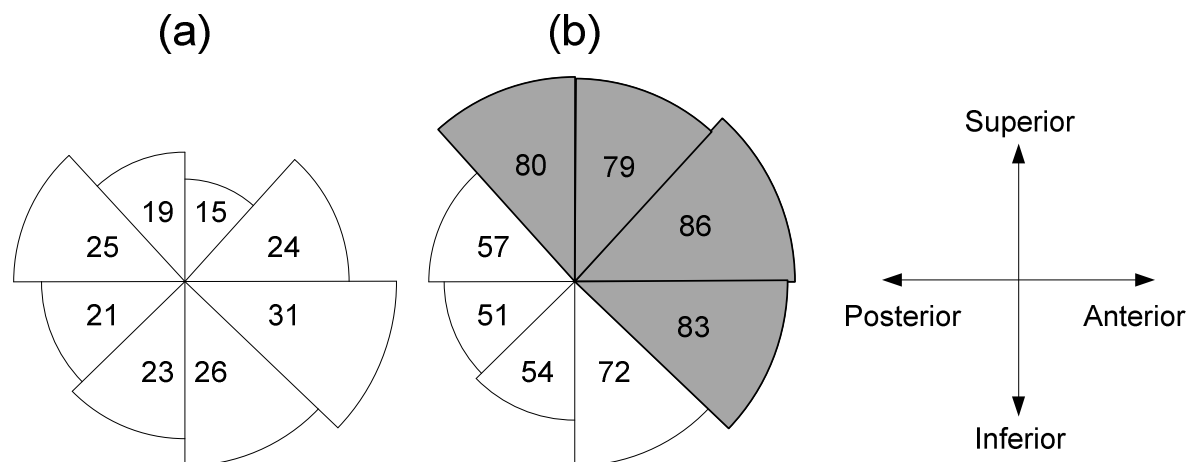 (a)
(b)
19 15
25 24
21 31
23 26
80 79
57 86
51 83
54 72
Superior
Posterior Anterior
Inferior